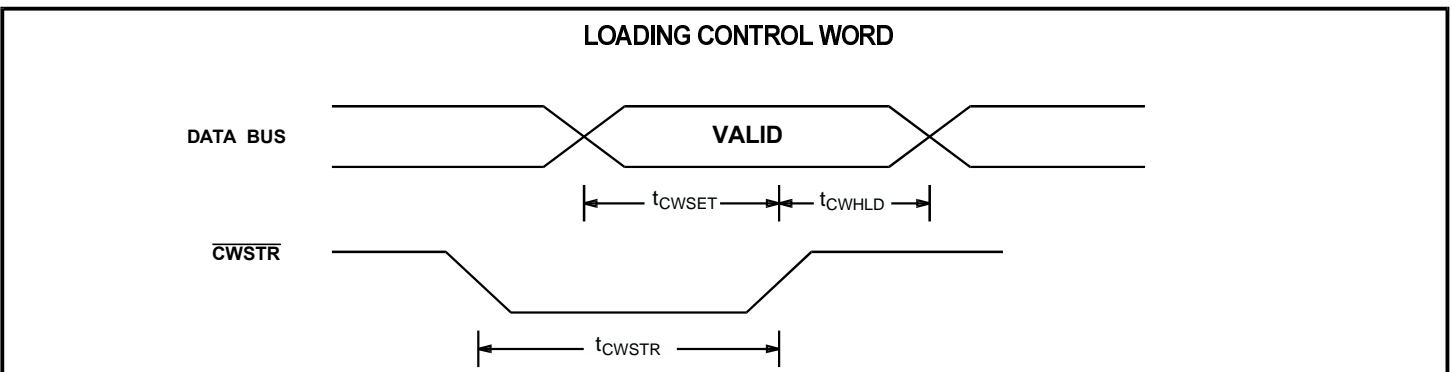 LOADING CONTROL WORD
DATA BUS
VALID
tCWSET
tCWHLD
CWSTR
tCWSTR